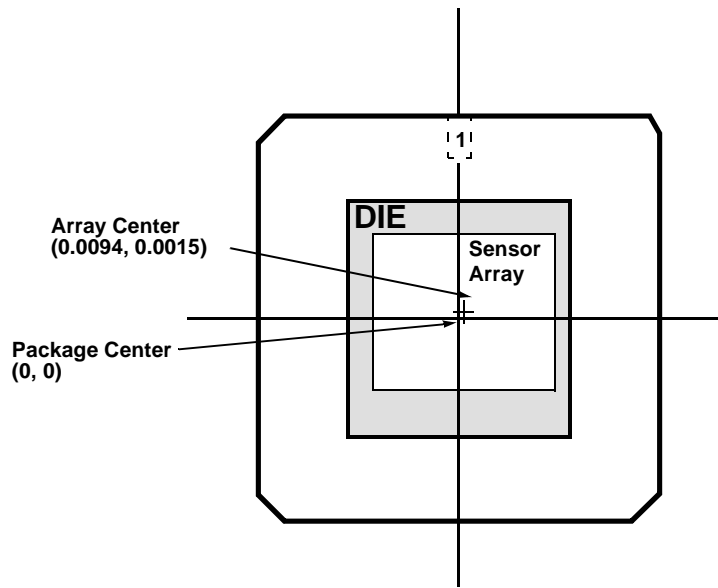 1
DIE
Array Center
(0.0094, 0.0015)
Sensor
Array
Package Center
(0, 0)